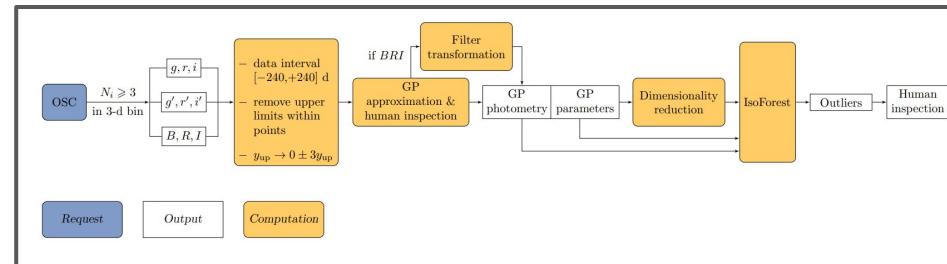 OSC
N_i ⩾ 3
in 3-d bin
g, r, i
g′, r′, i′
B, R, I
– data interval
[−240,+240] d
– remove upper
limits within
points
– y_up → 0 ± 3y_up
if BRI
Filter
transformation
GP
approximation &
human inspection
GP
photometry
GP
parameters
Dimensionality
reduction
IsoForest
Outliers
Human
inspection
Request
Output
Computation